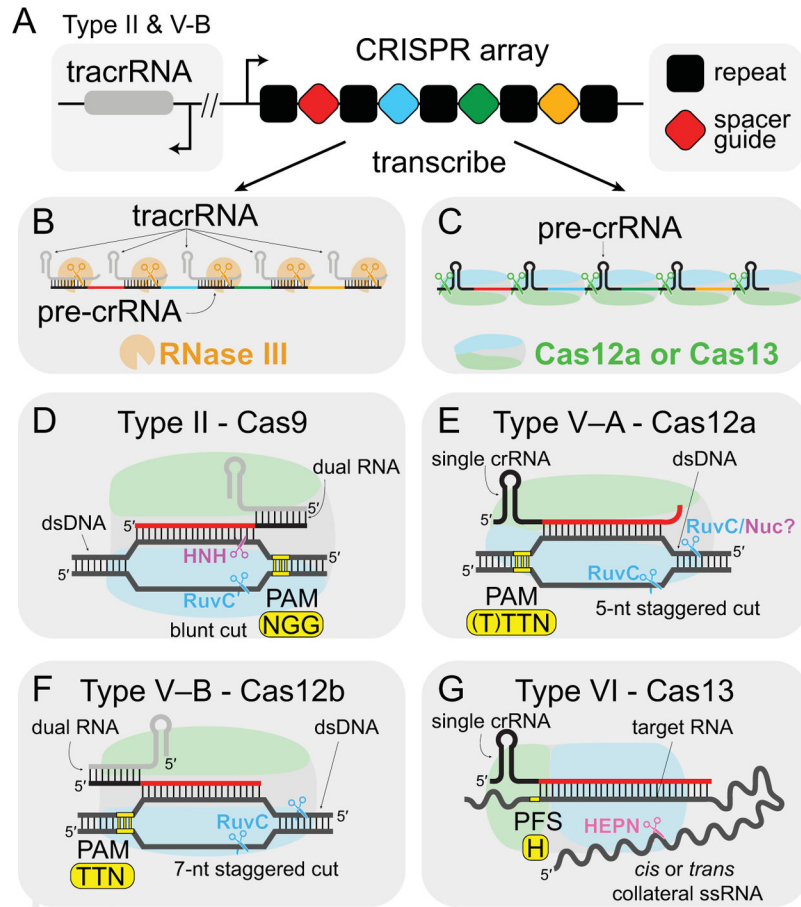 A
Type II & V-B
tracrRNA
CRISPR array
repeat
spacer
guide
transcribe
B
tracrRNA
pre-crRNA
RNase III
C
pre-crRNA
Cas12a or Cas13
D
Type II - Cas9
dual RNA
5′
dsDNA
5′
HNH
5′
5′
RuvC
PAM
blunt cut
NGG
E
Type V–A - Cas12a
single crRNA
dsDNA
5′
RuvC/Nuc?
5′
RuvC
5′
PAM
(T)TTN
5-nt staggered cut
F
Type V–B - Cas12b
dual RNA
dsDNA
5′
5′
RuvC
5′
5′
PAM
TTN
7-nt staggered cut
G
Type VI - Cas13
single crRNA
target RNA
5′
PFS
HEPN
H
5′
cis or trans
collateral ssRNA